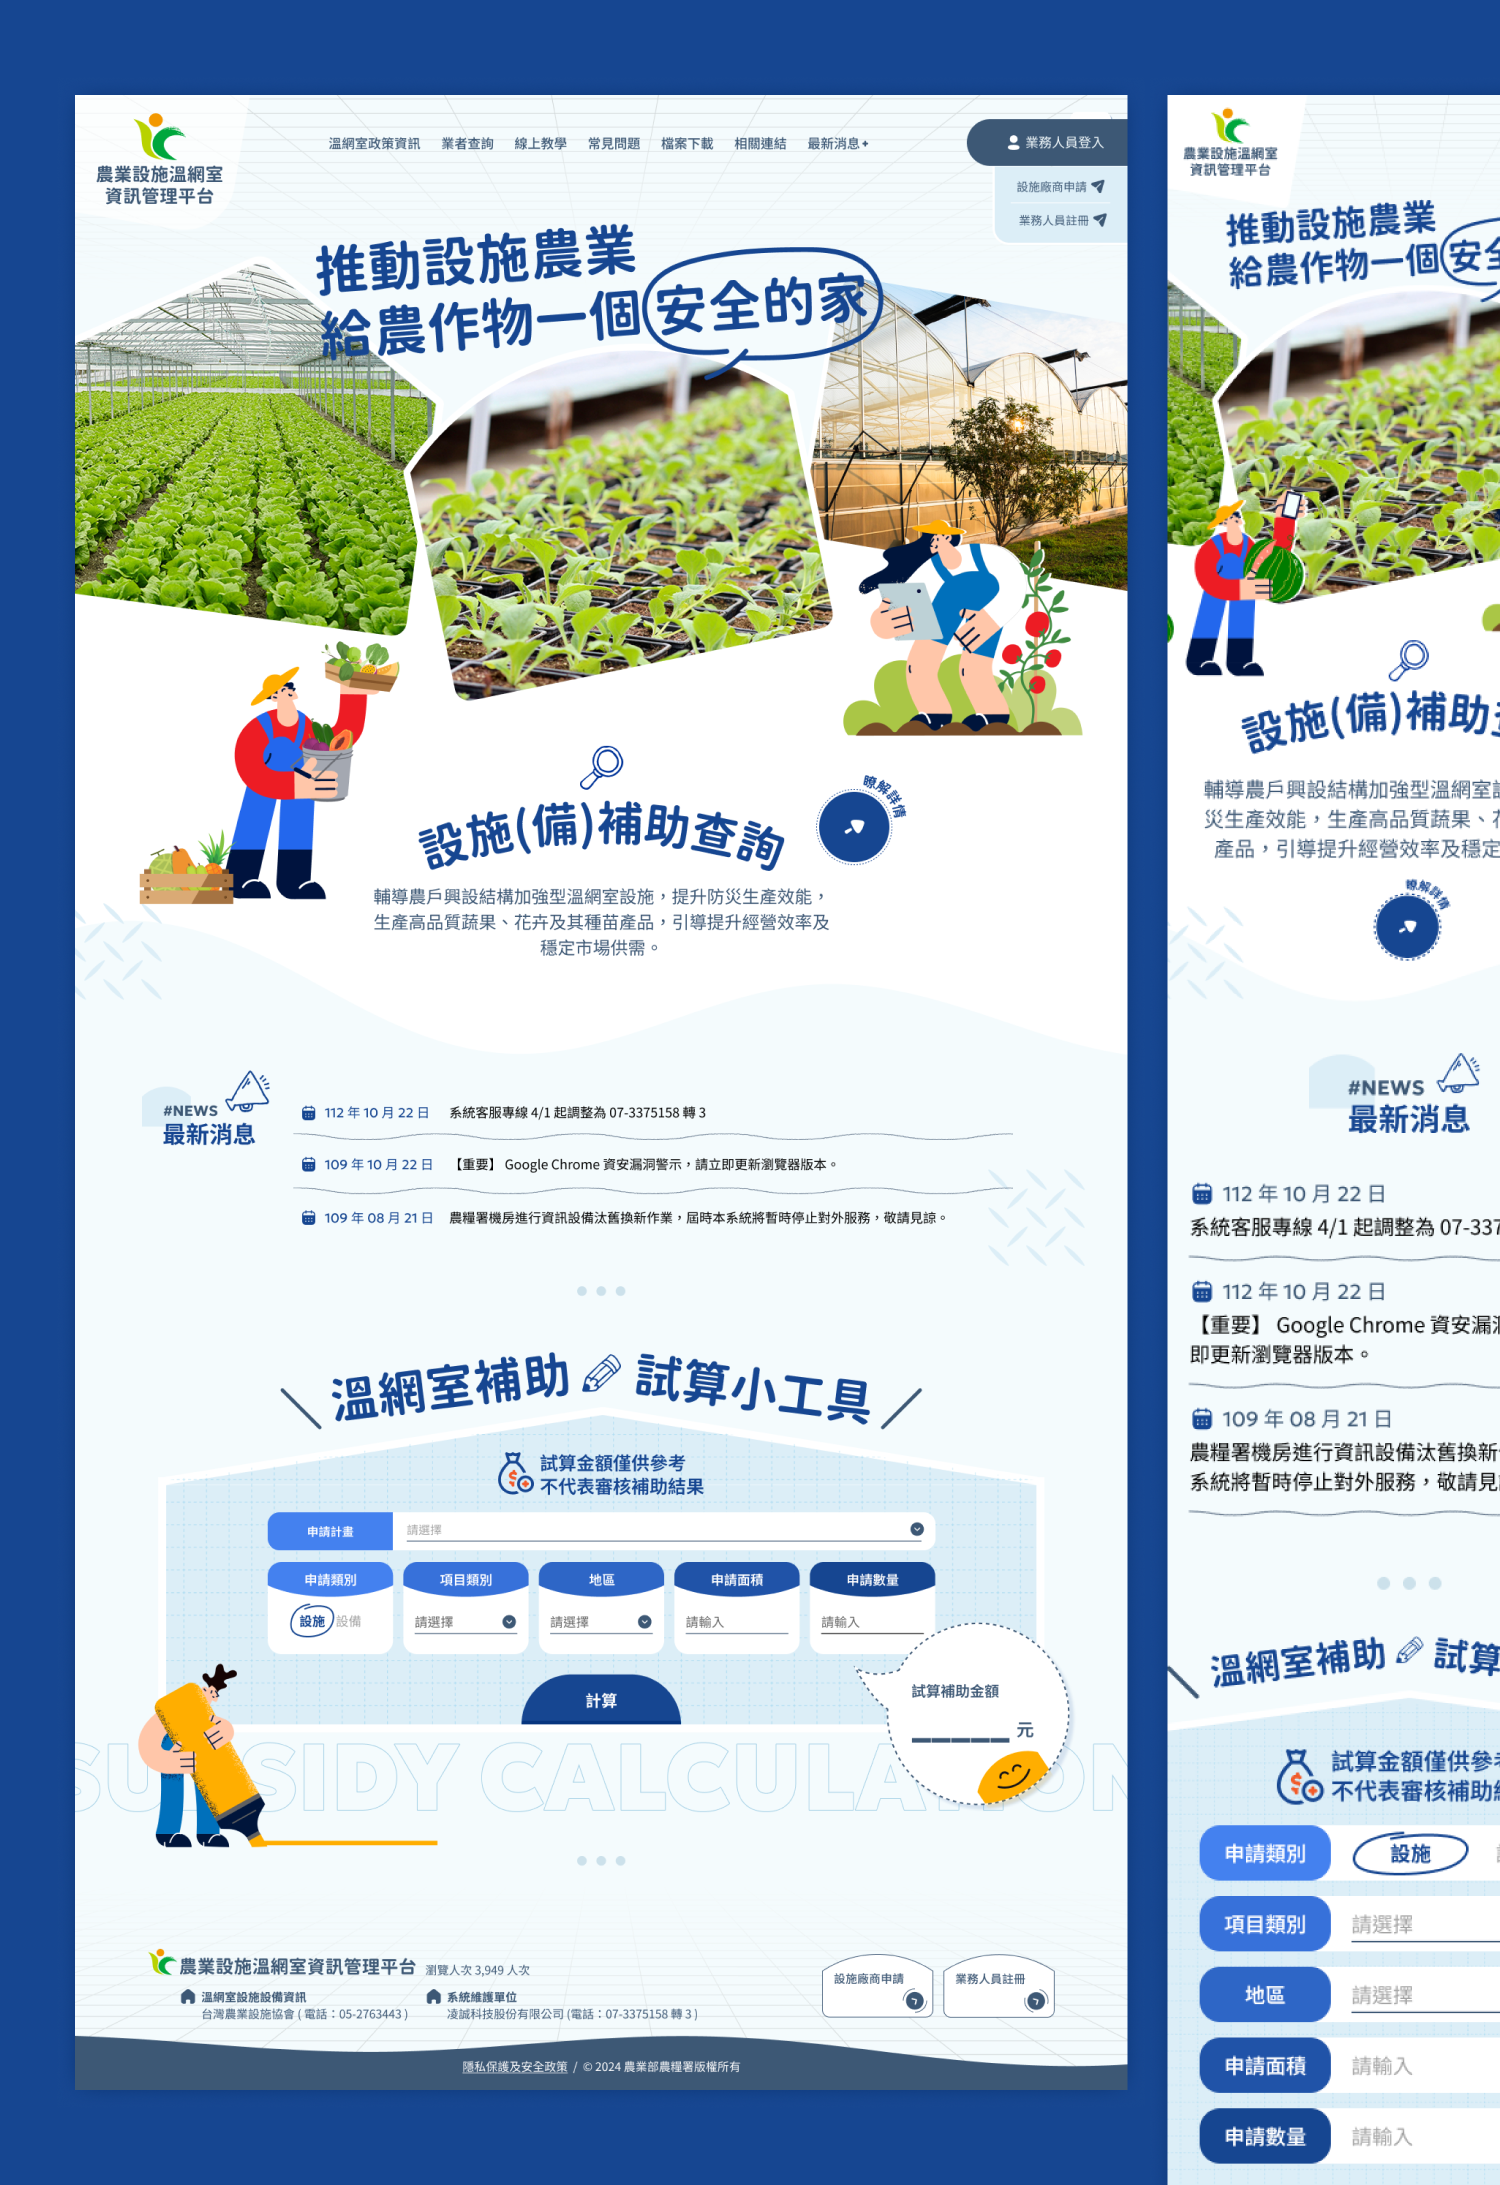 農業設施溫網室
資訊管理平台
溫網室政策資訊 業者查詢 線上教學 常見問題 檔案下載 相關連結 最新消息+
業務人員登入
設施廠商申請
業務人員註冊
推動設施農業
給農作物一個安全的家
瞭解詳情
設施(備)補助查詢
輔導農戶興設結構加強型溫網室設施，提升防災生產效能，
生產高品質蔬果、花卉及其種苗產品，引導提升經營效率及
穩定市場供需。
#NEWS
最新消息
112 年 10 月 22 日 系統客服專線 4/1 起調整為 07-3375158 轉 3
109 年 10 月 22 日 【重要】 Google Chrome 資安漏洞警示，請立即更新瀏覽器版本。
109 年 08 月 21 日 農糧署機房進行資訊設備汰舊換新作業，屆時本系統將暫時停止對外服務，敬請見諒。
溫網室補助 試算小工具
試算金額僅供參考
不代表審核補助結果
申請計畫 請選擇
申請類別 項目類別 地區 申請面積 申請數量
設施 設備 請選擇 請選擇 請輸入 請輸入
計算
試算補助金額
元
SUBSIDY CALCULATION
農業設施溫網室資訊管理平台 瀏覽人次 3,949 人次
溫網室設施設備資訊
台灣農業設施協會 ( 電話：05-2763443 )
系統維護單位
凌誠科技股份有限公司 (電話：07-3375158 轉 3 )
設施廠商申請
業務人員註冊
隱私保護及安全政策 / © 2024 農業部農糧署版權所有
農業設施溫網室
資訊管理平台
推動設施農業
給農作物一個安全
設施(備)補助
輔導農戶興設結構加強型溫網室
災生產效能，生產高品質蔬果、
產品，引導提升經營效率及穩定
瞭解詳情
#NEWS
最新消息
112 年 10 月 22 日
系統客服專線 4/1 起調整為 07-337
112 年 10 月 22 日
【重要】 Google Chrome 資安漏
即更新瀏覽器版本。
109 年 08 月 21 日
農糧署機房進行資訊設備汰舊換新
系統將暫時停止對外服務，敬請見
溫網室補助 試算
試算金額僅供參
不代表審核補助
申請類別 設施
項目類別 請選擇
地區 請選擇
申請面積 請輸入
申請數量 請輸入